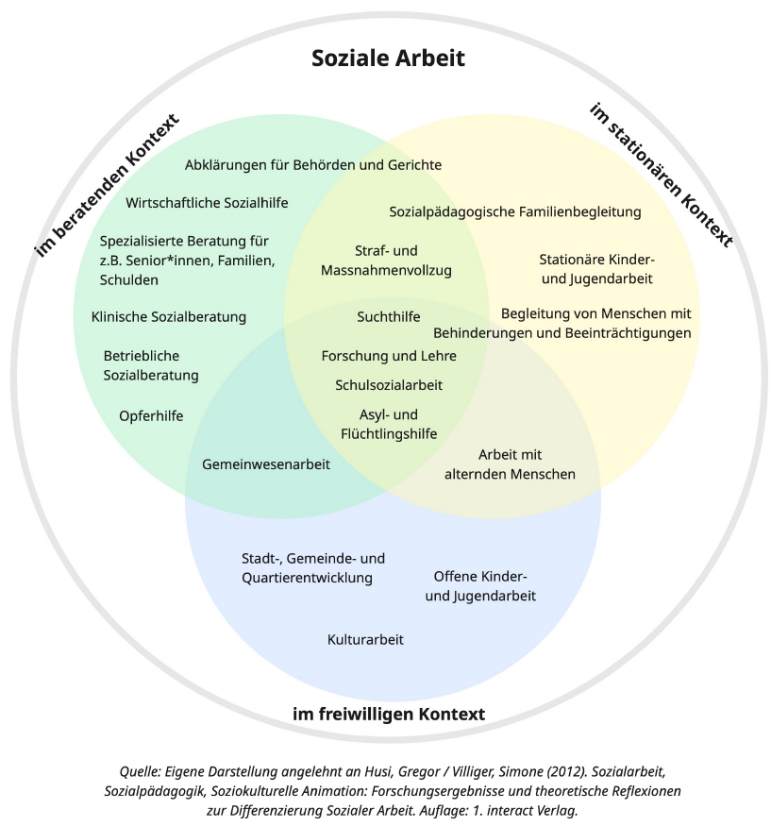 Soziale Arbeit
im beratenden Kontext
im stationären Kontext
Abklärungen für Behörden und Gerichte
Wirtschaftliche Sozialhilfe
Sozialpädagogische Familienbegleitung
Spezialisierte Beratung für
z.B. Senior*innen, Familien,
Schulden
Straf- und
Massnahmenvollzug
Stationäre Kinder-
und Jugendarbeit
Klinische Sozialberatung
Suchthilfe
Begleitung von Menschen mit
Behinderungen und Beeinträchtigungen
Betriebliche
Sozialberatung
Forschung und Lehre
Schulsozialarbeit
Opferhilfe
Asyl- und
Flüchtlingshilfe
Gemeinwesenarbeit
Arbeit mit
alternden Menschen
Stadt-, Gemeinde- und
Quartierentwicklung
Offene Kinder-
und Jugendarbeit
Kulturarbeit
im freiwilligen Kontext
Quelle: Eigene Darstellung angelehnt an Husi, Gregor / Villiger, Simone (2012). Sozialarbeit,
Sozialpädagogik, Soziokulturelle Animation: Forschungsergebnisse und theoretische Reflexionen
zur Differenzierung Sozialer Arbeit. Auflage: 1. interact Verlag.